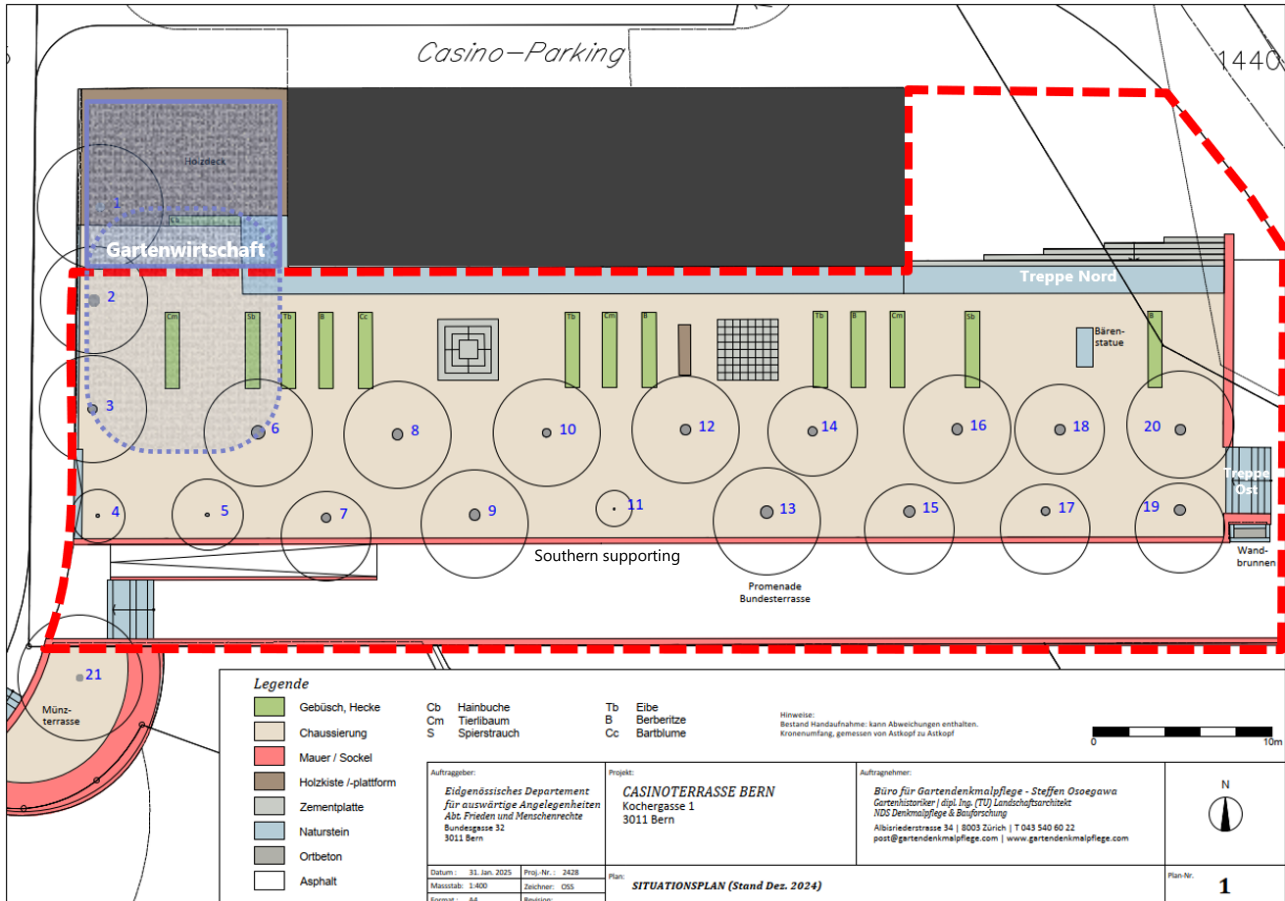 Casino-Parking
1440
Holzdeck
1
Gartenwirtschaft
Treppe Nord
2
Cm
Sb
Tb
B
Cc
Tb
Cm
B
Tb
B
Cm
Sb
B
Bären-
statue
3
6
8
10
12
14
16
18
20
Treppe
Ost
4
5
7
9
11
13
15
17
19
Southern supporting
Wand-
brunnen
Promenade
Bundesterrasse
21
Münz-
terrasse
Legende
Gebüsch, Hecke
Chaussierung
Mauer / Sockel
Holzkiste /-plattform
Zementplatte
Naturstein
Ortbeton
Asphalt
Cb Hainbuche
Cm Tierlibaum
S Spierstrauch
Tb Eibe
B Berberitze
Cc Bartblume
Hinweise:
Bestand Handaufnahme: kann Abweichungen enthalten.
Kronenumfang, gemessen von Astkopf zu Astkopf
0 10m
Auftraggeber:
Eidgenössisches Departement
für auswärtige Angelegenheiten
Abt. Frieden und Menschenrechte
Bundesgasse 32
3011 Bern
Projekt:
CASINOTERRASSE BERN
Kochergasse 1
3011 Bern
Auftragnehmer:
Büro für Gartendenkmalpflege - Steffen Osoegawa
Gartenhistoriker / dipl. Ing. (TU) Landschaftsarchitekt
NDS Denkmalpflege & Bauforschung
Albisriederstrasse 34 | 8003 Zürich | T 043 540 60 22
post@gartendenkmalpflege.com | www.gartendenkmalpflege.com
N
Datum : 31. Jan. 2025 Proj.-Nr. : 2428
Massstab: 1:400 Zeichner: OSS
Format : A4 Revision:
Plan:
SITUATIONSPLAN (Stand Dez. 2024)
Plan-Nr.
1